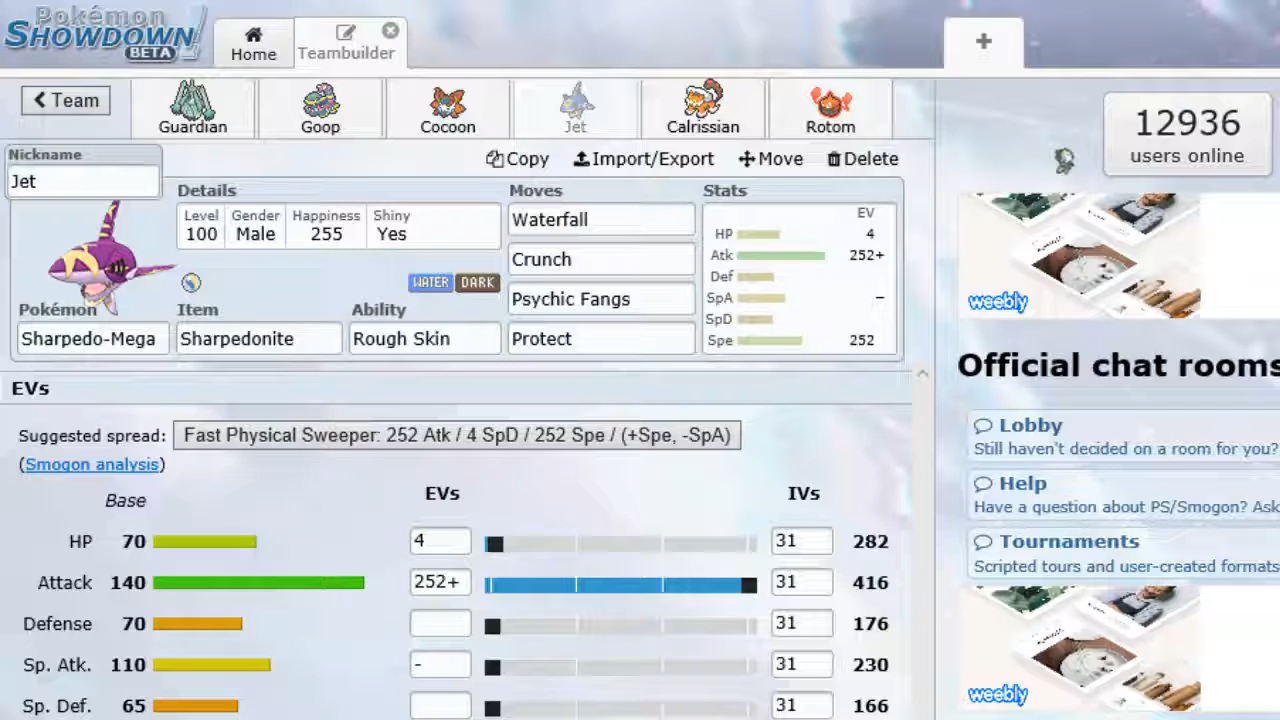 Pokémon
SHOWDOWN
BETA
Home
Teambuilder
+
Team
Guardian
Goop
Cocoon
Jet
Calrissian
Rotom
12936
users online
Nickname
Jet
Copy
Import/Export
Move
Delete
Details
Level
Gender
Happiness
Shiny
100
Male
255
Yes
WATER
DARK
Pokémon
Item
Ability
Sharpedo-Mega
Sharpedonite
Rough Skin
Moves
Waterfall
Crunch
Psychic Fangs
Protect
Stats
EV
HP 4
Atk 252+
Def
SpA −
SpD
Spe 252
weebly
Official chat rooms
Lobby
Still haven't decided on a room for you?
Help
Have a question about PS/Smogon? Ask
Tournaments
Scripted tours and user-created formats
weebly
EVs
Suggested spread: Fast Physical Sweeper: 252 Atk / 4 SpD / 252 Spe / (+Spe, -SpA)
(Smogon analysis)
Base EVs IVs
HP 70 4 31 282
Attack 140 252+ 31 416
Defense 70 31 176
Sp. Atk. 110 - 31 230
Sp. Def. 65 31 166